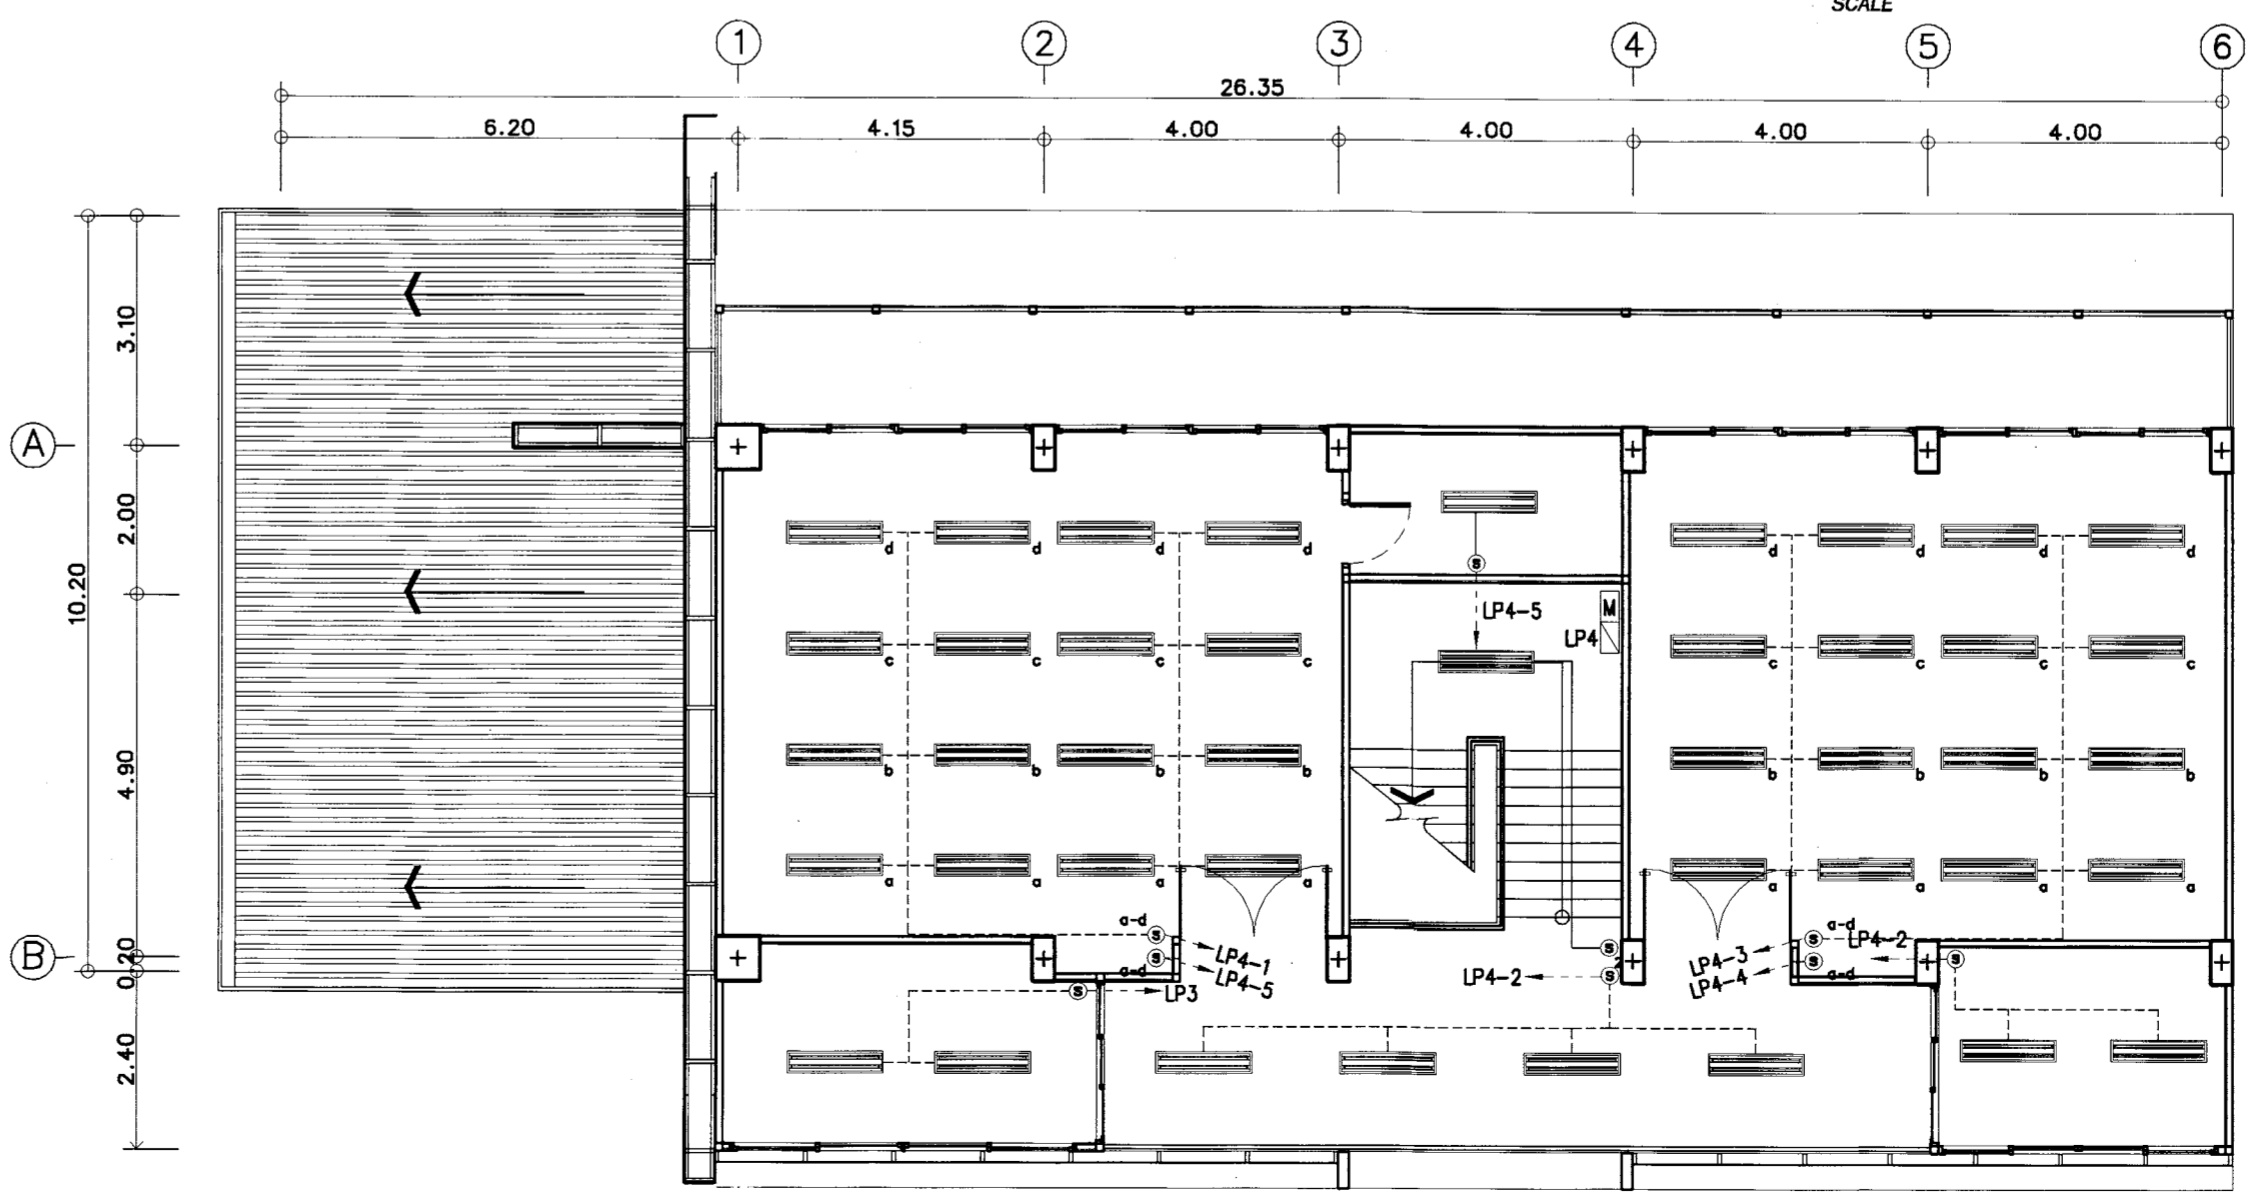 SCALE
1 2 3 4 5 6
26.35
6.20 4.15 4.00 4.00 4.00 4.00
3.10
A
2.00
10.20
4.90
B
0.20
2.40
d d d d d d d d
S
LP4-5
M
LP4
c c c c c c c c
b b b b b b b b
a a a a a a a a
a-d S LP4-1
a-d S LP4-5
S LP3
S
LP4-2 S
a-d S LP4-3
a-d S LP4-4
LP4-2 S